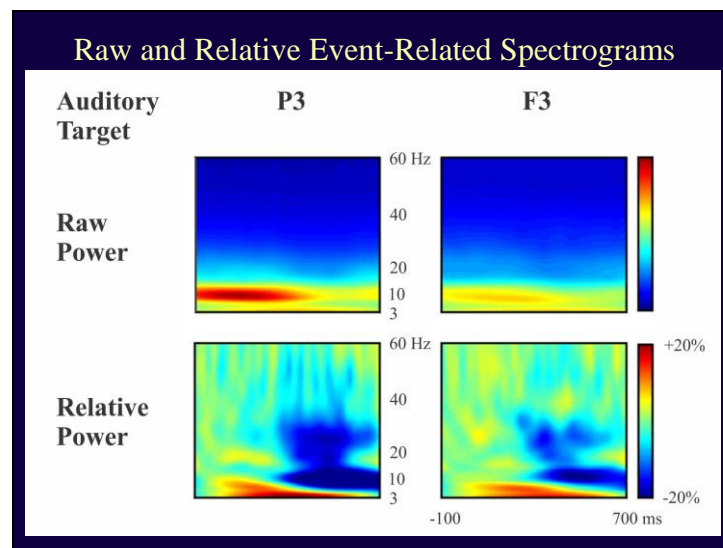 Raw and Relative Event-Related Spectrograms
Auditory
Target
P3
F3
60 Hz
40
20
10
3
Raw
Power
60 Hz
40
20
10
3
+20%
-20%
Relative
Power
-100
700 ms